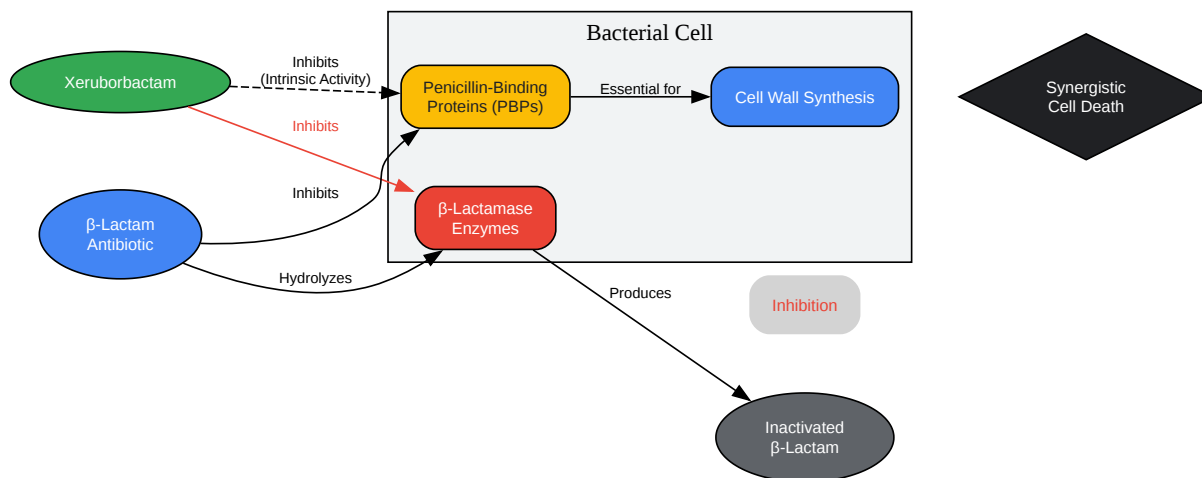 Bacterial Cell
Xeruborbactam
Inhibits
(Intrinsic Activity)
Penicillin-Binding
Proteins (PBPs)
Essential for
Cell Wall Synthesis
Synergistic
Cell Death
Inhibits
β-Lactam
Antibiotic
Inhibits
β-Lactamase
Enzymes
Hydrolyzes
Produces
Inhibition
Inactivated
β-Lactam